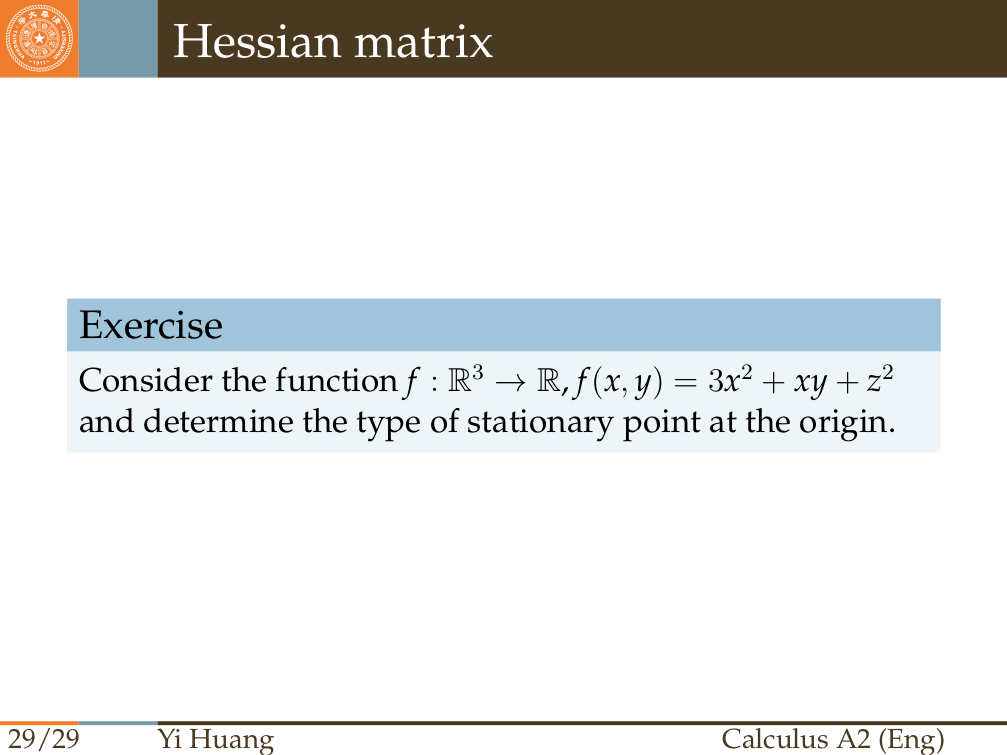 Hessian matrix
Exercise
Consider the function f : ℝ³ → ℝ, f(x, y) = 3x² + xy + z²
and determine the type of stationary point at the origin.
29/29 Yi Huang Calculus A2 (Eng)